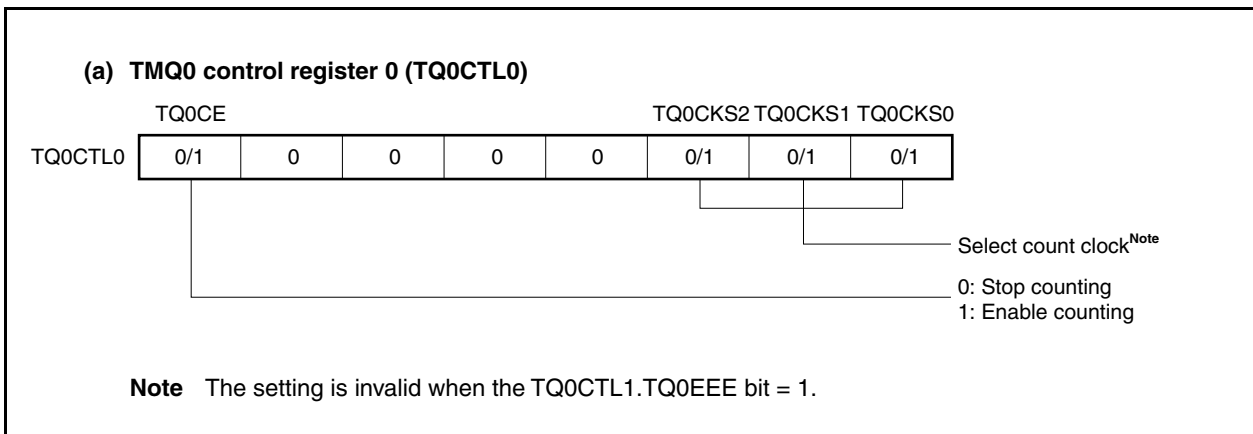 (a) TMQ0 control register 0 (TQ0CTL0)
TQ0CE TQ0CKS2 TQ0CKS1 TQ0CKS0
TQ0CTL0 0/1 0 0 0 0 0/1 0/1 0/1
Select count clockNote
0: Stop counting
1: Enable counting
Note The setting is invalid when the TQ0CTL1.TQ0EEE bit = 1.